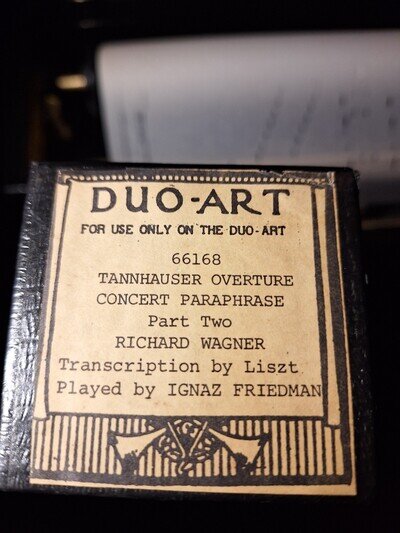 DUO-ART
FOR USE ONLY ON THE DUO-ART
66168
TANNHAUSER OVERTURE
CONCERT PARAPHRASE
Part Two
RICHARD WAGNER
Transcription by Liszt
Played by IGNAZ FRIEDMAN